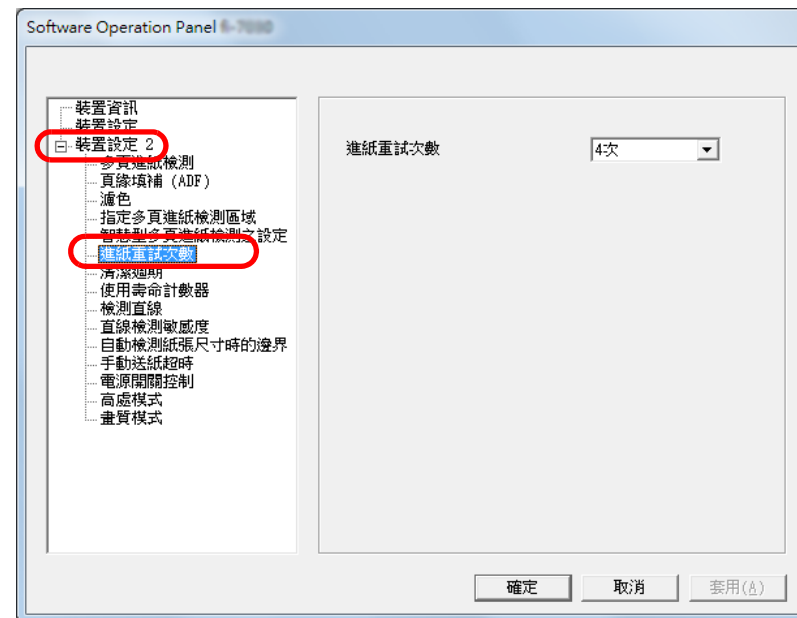 Software Operation Panel
裝置資訊
裝置設定
裝置設定 2
多頁進紙檢測
頁緣填補 (ADF)
濾色
指定多頁進紙檢測區域
智慧型多頁進紙檢測之設定
進紙重試次數
清潔週期
使用壽命計數器
檢測直線
直線檢測敏感度
自動檢測紙張尺寸時的邊界
手動送紙超時
電源開關控制
高處模式
畫質模式
進紙重試次數
4次
確定
取消
套用(A)